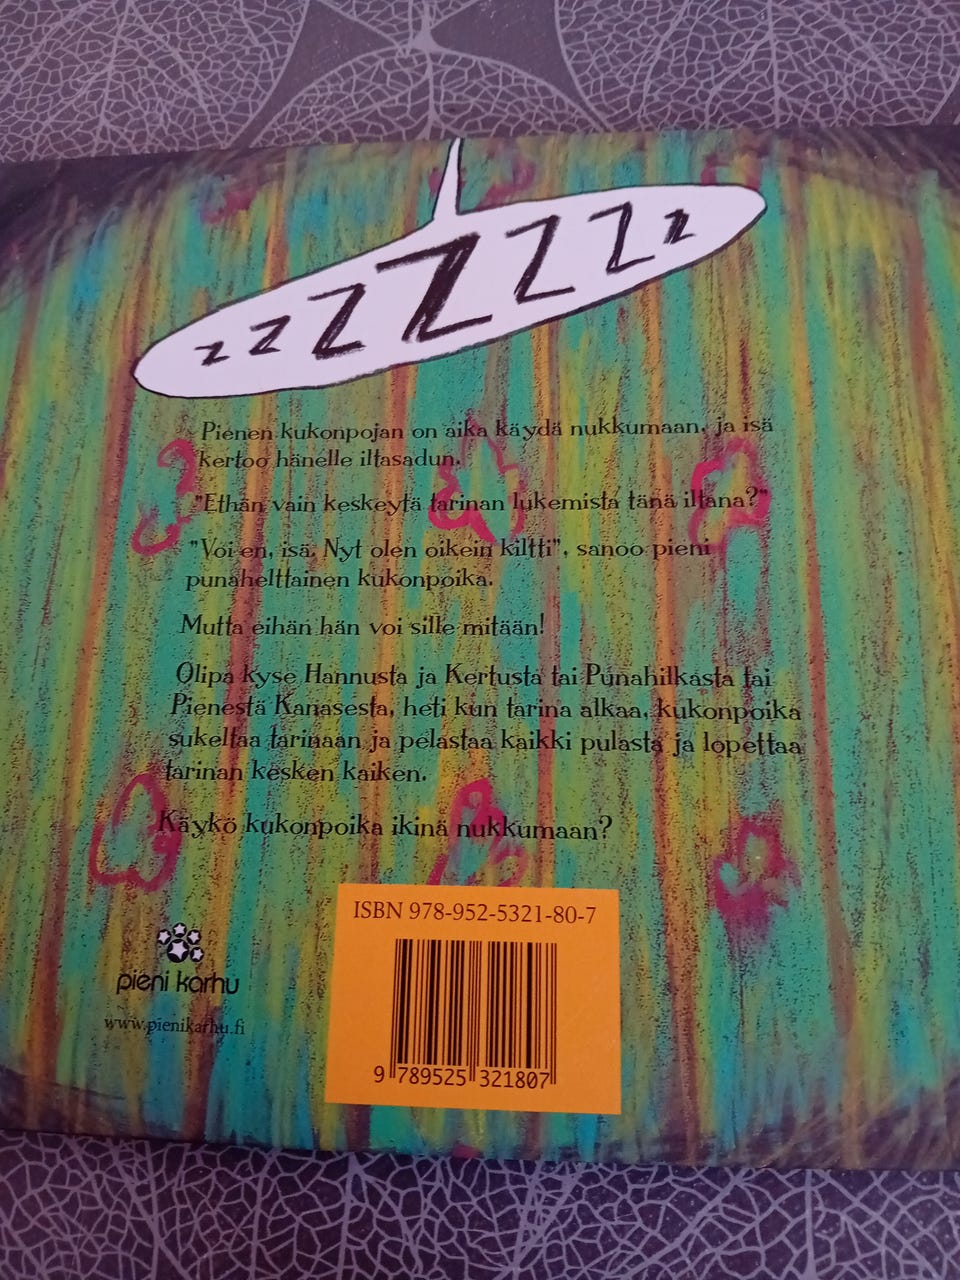 zzZZZZz
Pienen kukonpojan on aika käydä nukkumaan, ja isä
kertoo hänelle iltasadun.
"Ethän vain keskeytä tarinan lukemista tänä iltana?"
"Voi en, isä. Nyt olen oikein kiltti", sanoo pieni
punahelttainen kukonpoika.
Mutta eihän hän voi sille mitään!
Olipa kyse Hannusta ja Kertusta tai Punahilkasta tai
Pienestä Kanasesta, heti kun tarina alkaa, kukonpoika
sukeltaa tarinaan ja pelastaa kaikki pulasta ja lopettaa
tarinan kesken kaiken.
Käykö kukonpoika ikinä nukkumaan?
ISBN 978-952-5321-80-7
pieni karhu
www.pienikarhu.fi
9 789525 321807